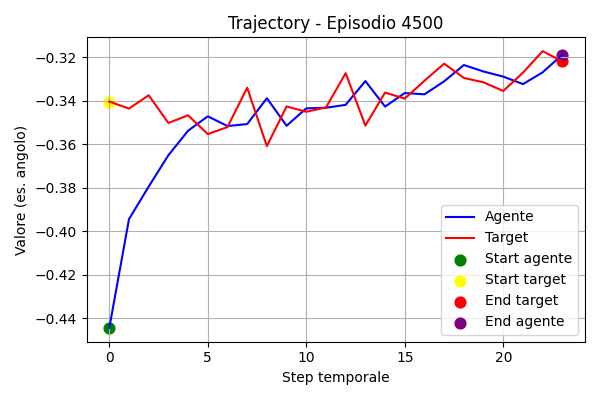 Trajectory - Episodio 4500
Valore (es. angolo)
−0.32
−0.34
−0.36
−0.38
−0.40
−0.42
−0.44
Agente
Target
Start agente
Start target
End target
End agente
0
5
10
15
20
Step temporale